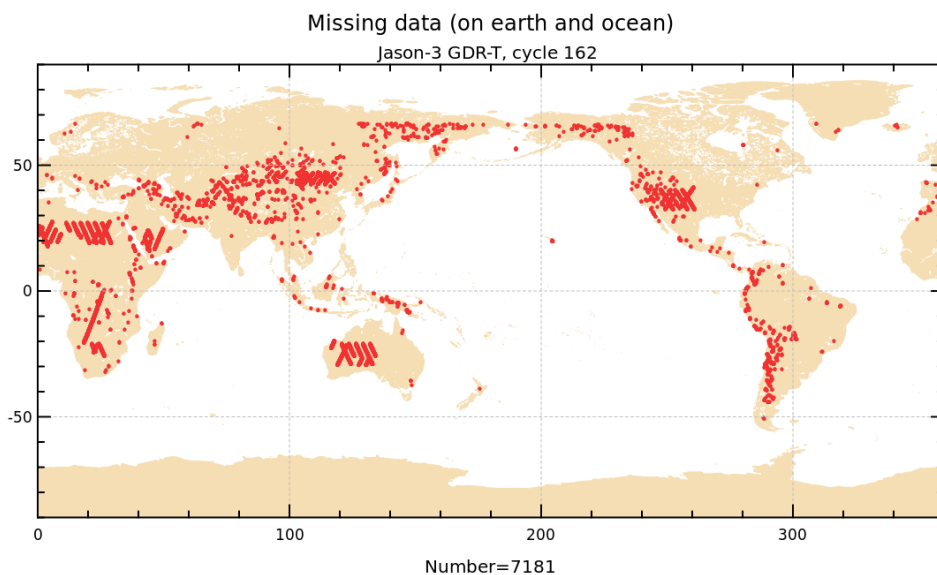 Missing data (on earth and ocean)
Jason-3 GDR-T, cycle 162
50
0
-50
0 100 200 300
Number=7181